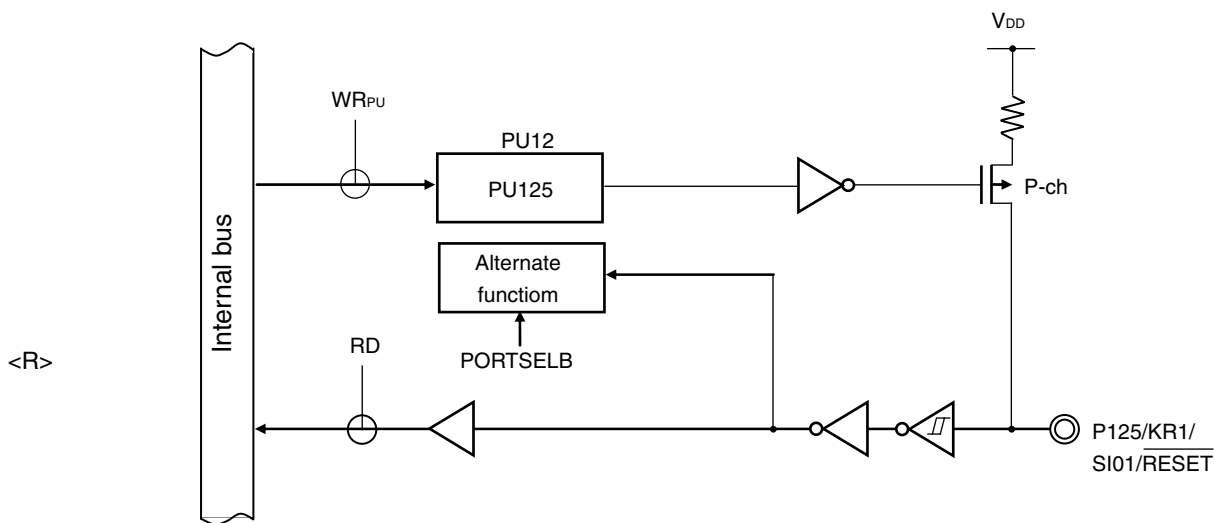 VDD
WRPU
PU12
PU125
P-ch
Alternate
functiom
Internal bus
<R>
RD
PORTSELB
P125/KR1/
SI01/RESET